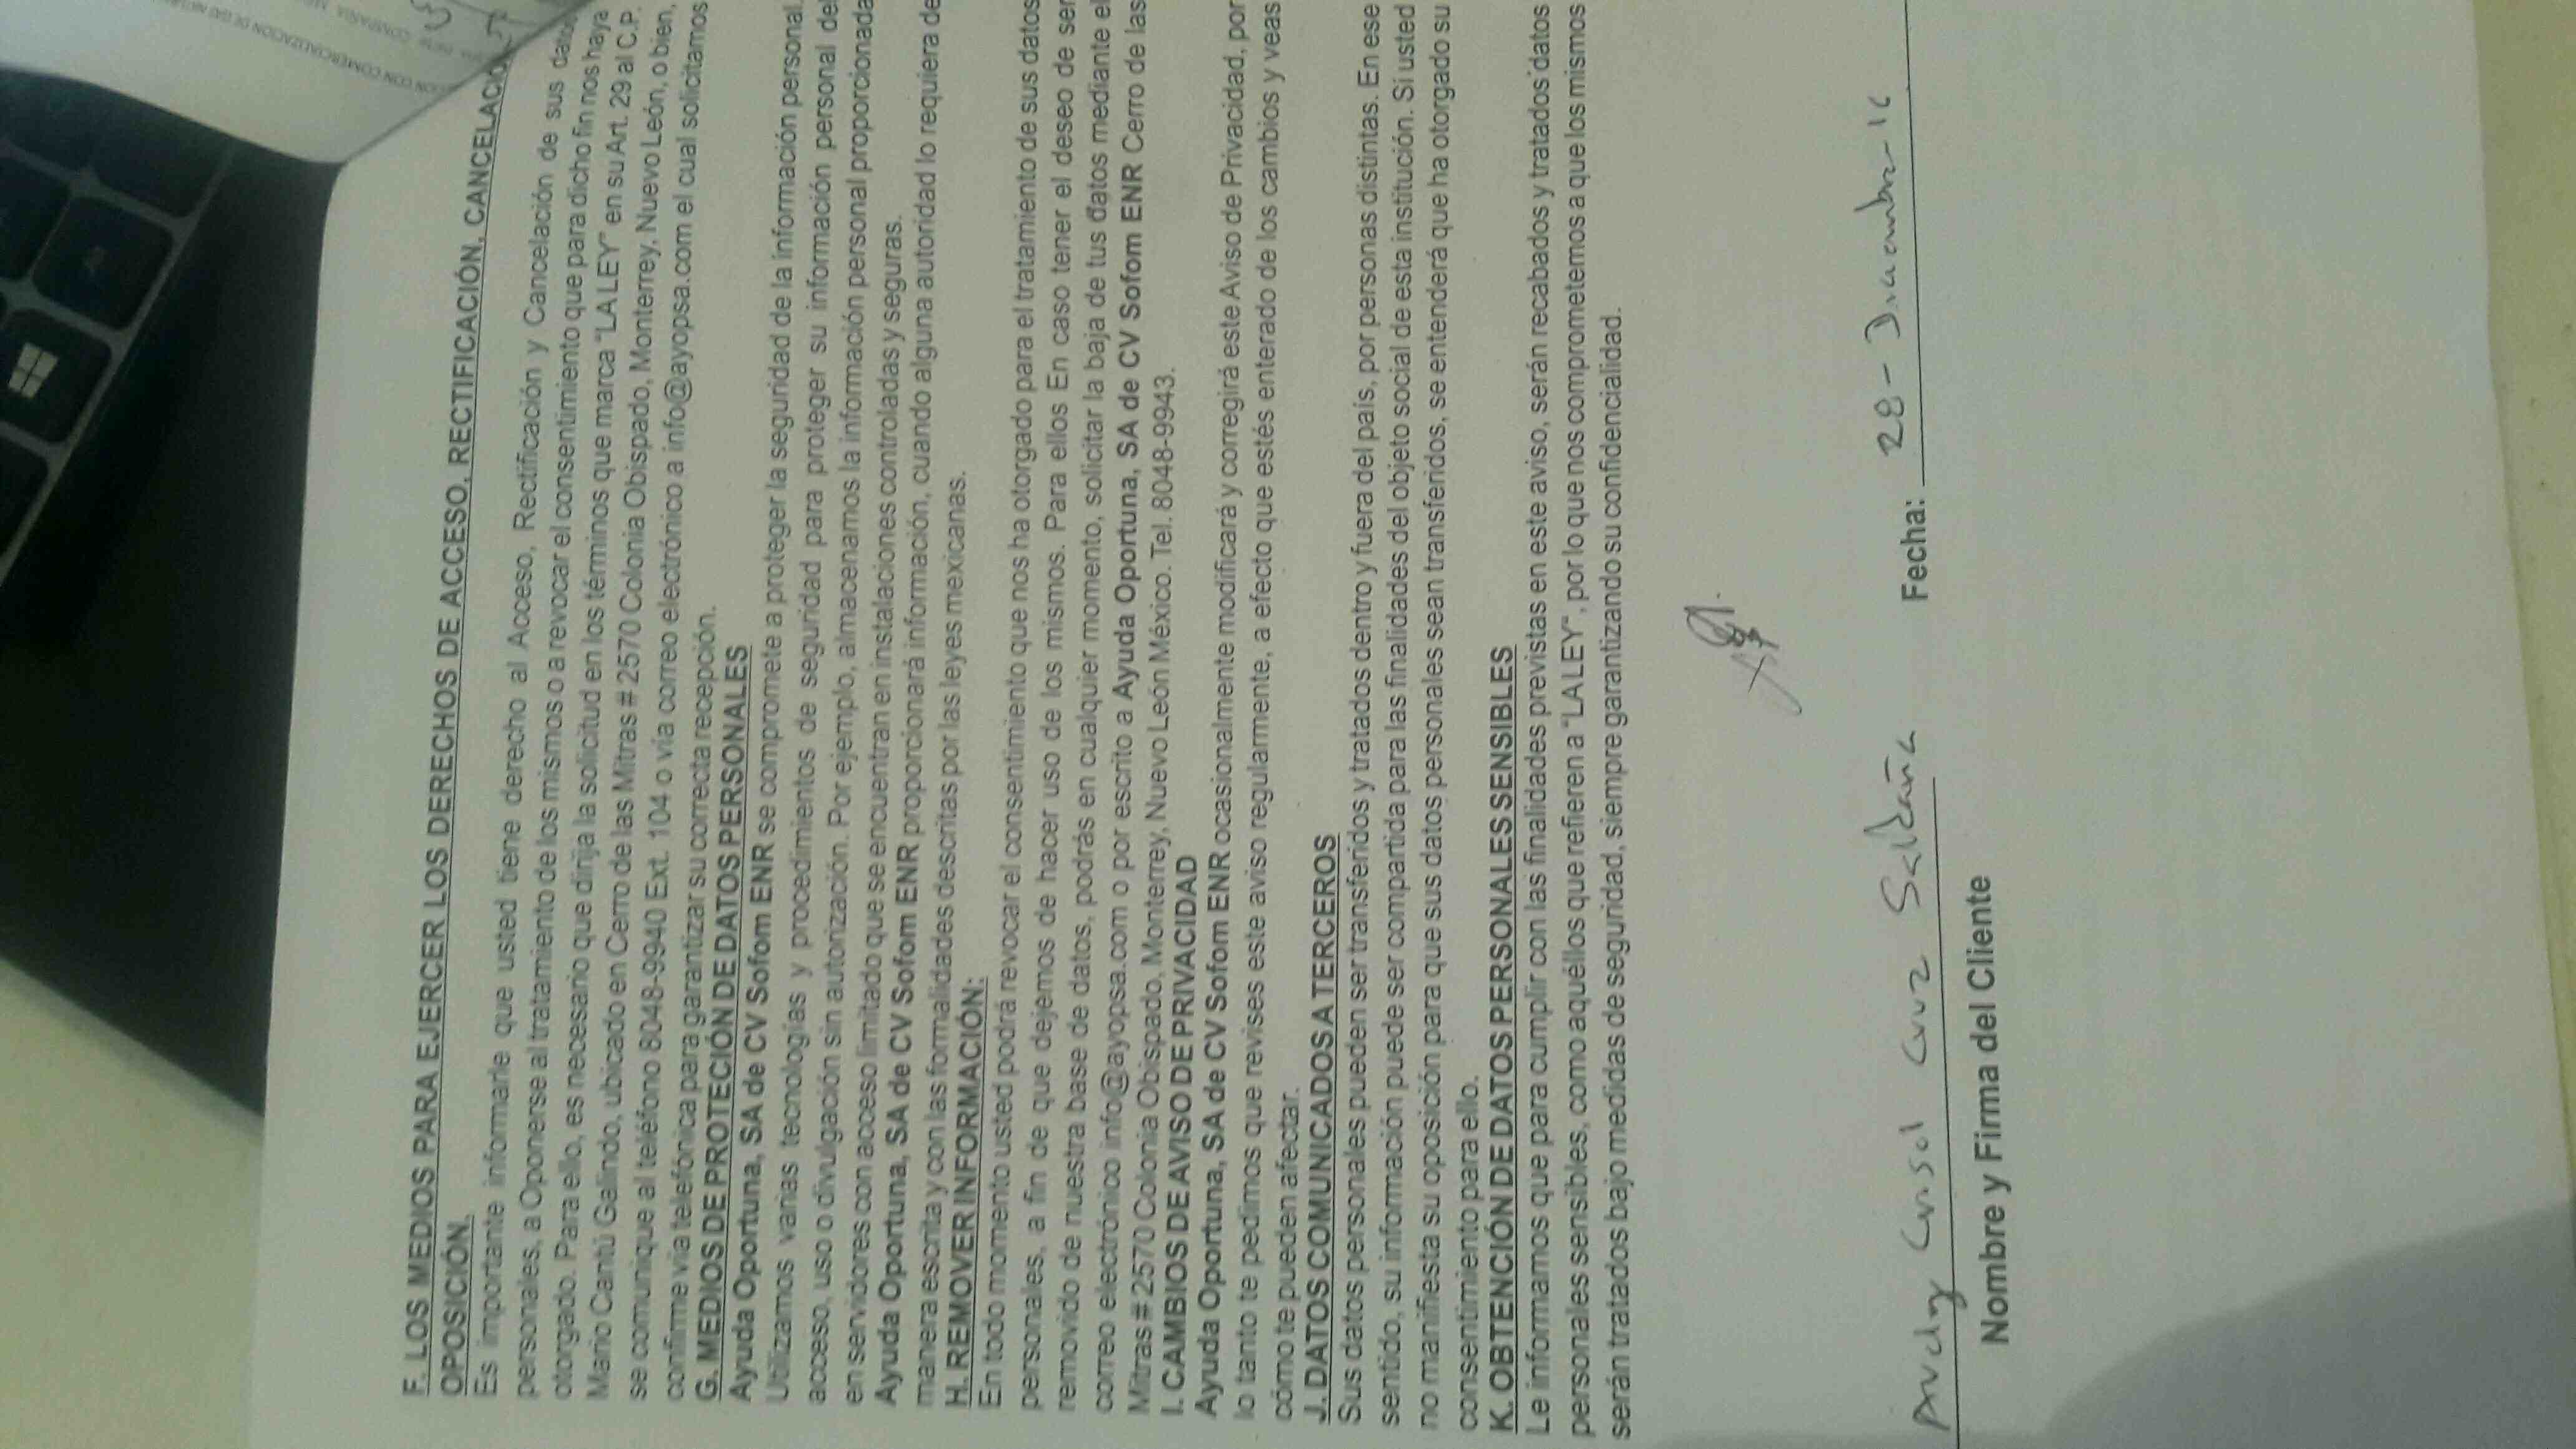 F. LOS MEDIOS PARA EJERCER LOS DERECHOS DE ACCESO, RECTIFICACIÓN, CANCELACIÓN
OPOSICIÓN.
Es importante informarle que usted tiene derecho al Acceso, Rectificación y Cancelación de sus datos
personales, a Oponerse al tratamiento de los mismos o a revocar el consentimiento que para dicho fin nos haya
otorgado. Para ello, es necesario que dirija la solicitud en los términos que marca "LA LEY" en su Art. 29 al C.P.
Mario Cantú Galindo, ubicado en Cerro de las Mitras # 2570 Colonia Obispado, Monterrey, Nuevo León, o bien,
se comunique al teléfono 8048-9940 Ext. 104 o vía correo electrónico a info@ayopsa.com el cual solicitamos
confirme vía telefónica para garantizar su correcta recepción.
G. MEDIOS DE PROTECIÓN DE DATOS PERSONALES
Ayuda Oportuna, SA de CV Sofom ENR se compromete a proteger la seguridad de la información personal.
Utilizamos varias tecnologías y procedimientos de seguridad para proteger su información personal del
acceso, uso o divulgación sin autorización. Por ejemplo, almacenamos la información personal proporcionada
en servidores con acceso limitado que se encuentran en instalaciones controladas y seguras.
Ayuda Oportuna, SA de CV Sofom ENR proporcionará información, cuando alguna autoridad lo requiera de
manera escrita y con las formalidades descritas por las leyes mexicanas.
H. REMOVER INFORMACIÓN:
En todo momento usted podrá revocar el consentimiento que nos ha otorgado para el tratamiento de sus datos
personales, a fin de que dejemos de hacer uso de los mismos. Para ellos En caso tener el deseo de ser
removido de nuestra base de datos, podrás en cualquier momento, solicitar la baja de tus datos mediante el
correo electrónico info@ayopsa.com o por escrito a Ayuda Oportuna, SA de CV Sofom ENR Cerro de las
Mitras # 2570 Colonia Obispado, Monterrey, Nuevo León México. Tel. 8048-9943.
I. CAMBIOS DE AVISO DE PRIVACIDAD
Ayuda Oportuna, SA de CV Sofom ENR ocasionalmente modificará y corregirá este Aviso de Privacidad, por
lo tanto te pedimos que revises este aviso regularmente, a efecto que estés enterado de los cambios y veas
cómo te pueden afectar.
J. DATOS COMUNICADOS A TERCEROS
Sus datos personales pueden ser transferidos y tratados dentro y fuera del país, por personas distintas. En ese
sentido, su información puede ser compartida para las finalidades del objeto social de esta institución. Si usted
no manifiesta su oposición para que sus datos personales sean transferidos, se entenderá que ha otorgado su
consentimiento para ello.
K. OBTENCIÓN DE DATOS PERSONALES SENSIBLES
Le informamos que para cumplir con las finalidades previstas en este aviso, serán recabados y tratados datos
personales sensibles, como aquéllos que refieren a "LA LEY", por lo que nos comprometemos a que los mismos
serán tratados bajo medidas de seguridad, siempre garantizando su confidencialidad.
Cruz Saldaña Fecha: 28 - Diciembre - 16
Nombre y Firma del Cliente